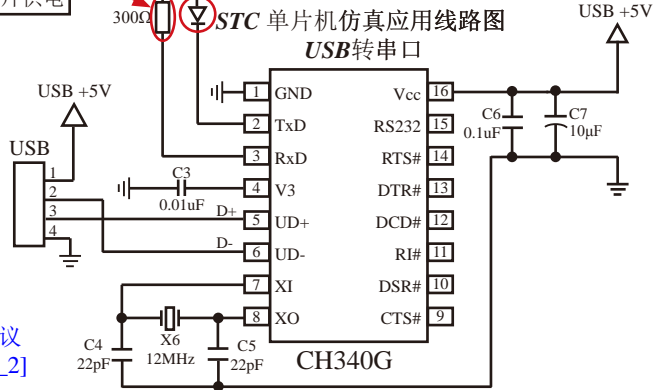 片供电
300Ω
STC 单片机仿真应用线路图
USB转串口
USB +5V
USB +5V
USB
1
2
3
4
1 GND
2 TxD
3 RxD
4 V3
5 UD+
6 UD-
7 XI
8 XO
Vcc 16
RS232 15
RTS# 14
DTR# 13
DCD# 12
RI# 11
DSR# 10
CTS# 9
C3
0.01uF
D+
D-
C6
0.1uF
C7
10μF
C4
22pF
X6
12MHz
C5
22pF
CH340G
议
_2]